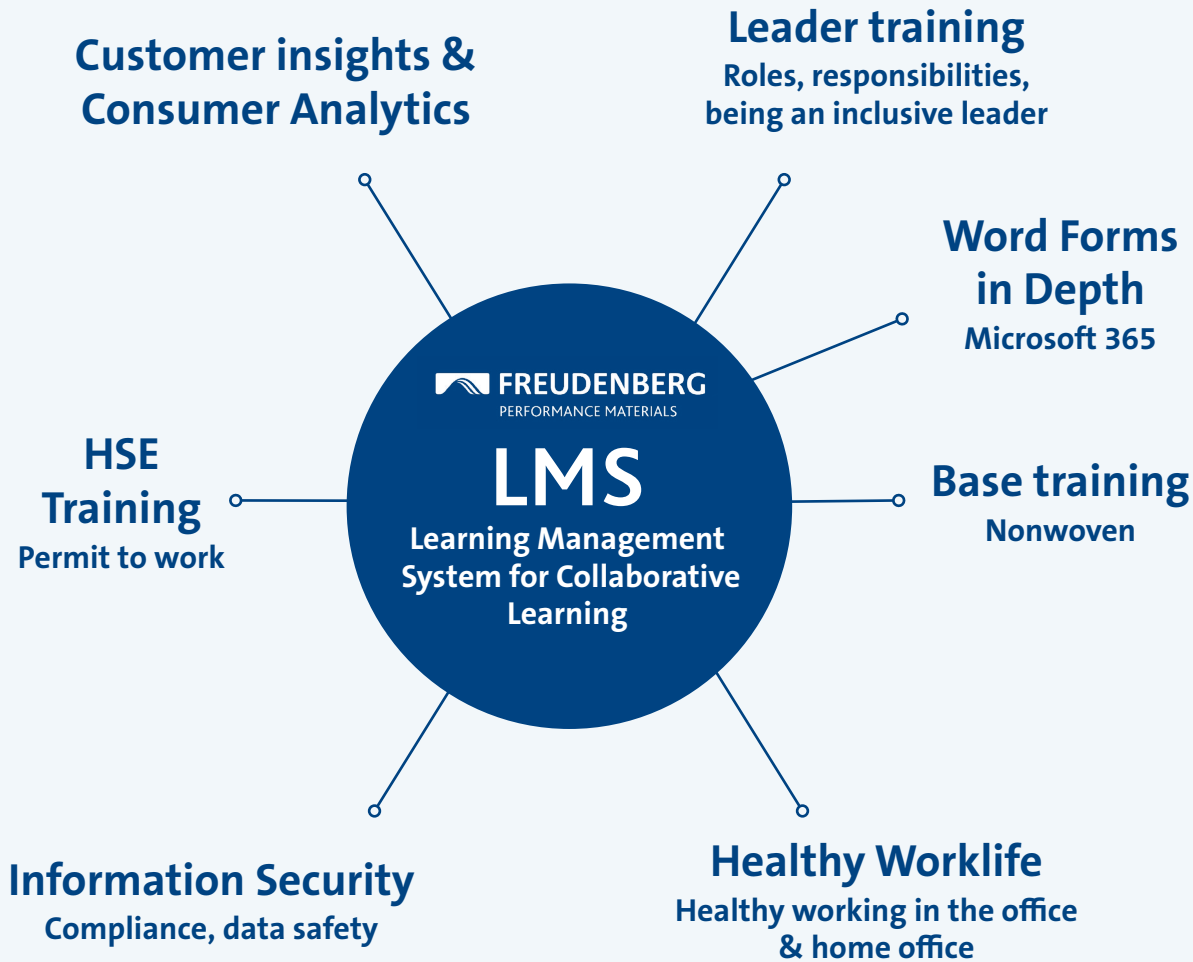 Customer insights &
Consumer Analytics
Leader training
Roles, responsibilities,
being an inclusive leader
Word Forms
in Depth
Microsoft 365
FREUDENBERG
PERFORMANCE MATERIALS
LMS
Learning Management
System for Collaborative
Learning
HSE
Training
Permit to work
Base training
Nonwoven
Information Security
Compliance, data safety
Healthy Worklife
Healthy working in the office
& home office